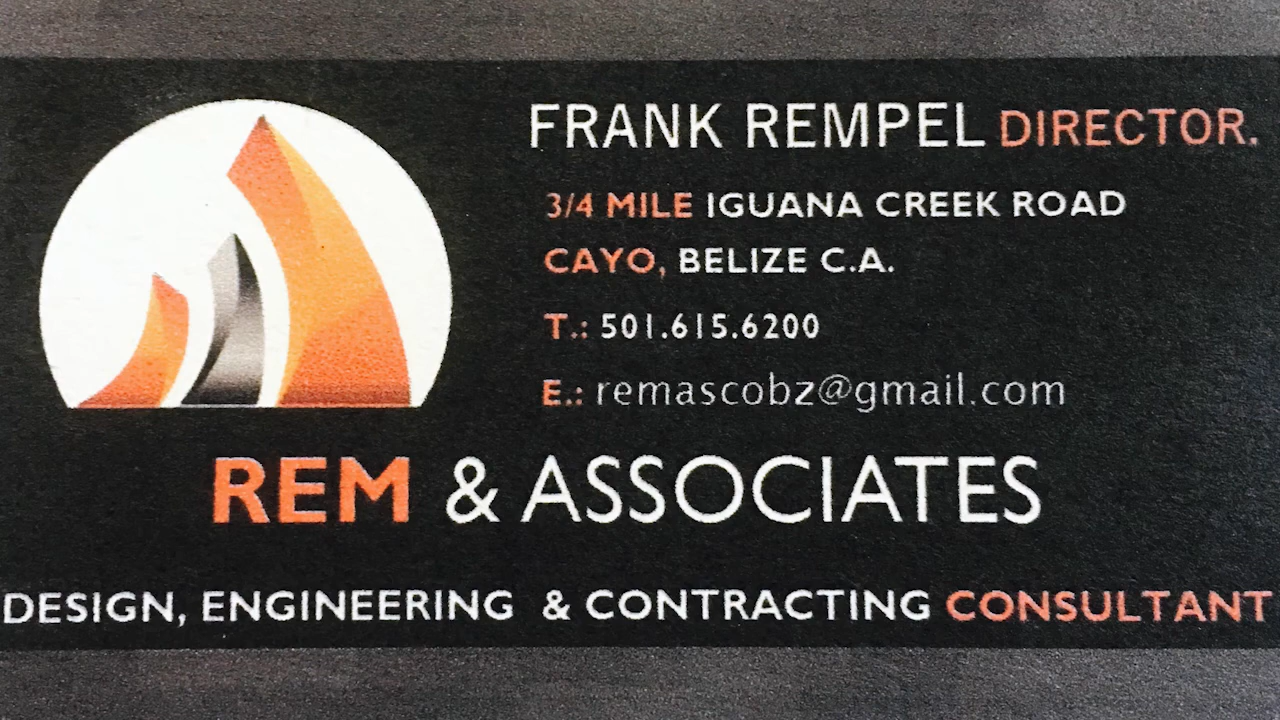 FRANK REMPEL DIRECTOR.
3/4 MILE IGUANA CREEK ROAD
CAYO, BELIZE C.A.
T.: 501.615.6200
E.: remascobz@gmail.com
REM & ASSOCIATES
DESIGN, ENGINEERING & CONTRACTING CONSULTANT